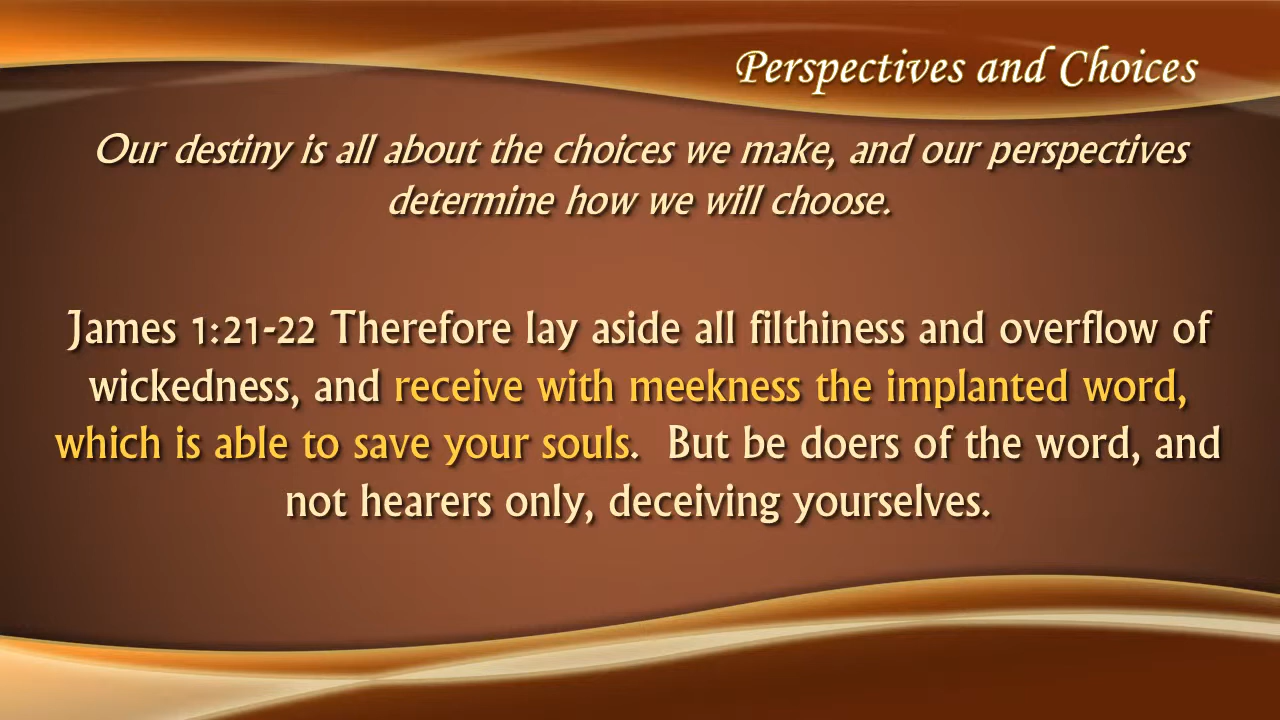 Perspectives and Choices
Our destiny is all about the choices we make, and our perspectives
determine how we will choose.
James 1:21-22 Therefore lay aside all filthiness and overflow of
wickedness, and receive with meekness the implanted word,
which is able to save your souls.  But be doers of the word, and
not hearers only, deceiving yourselves.